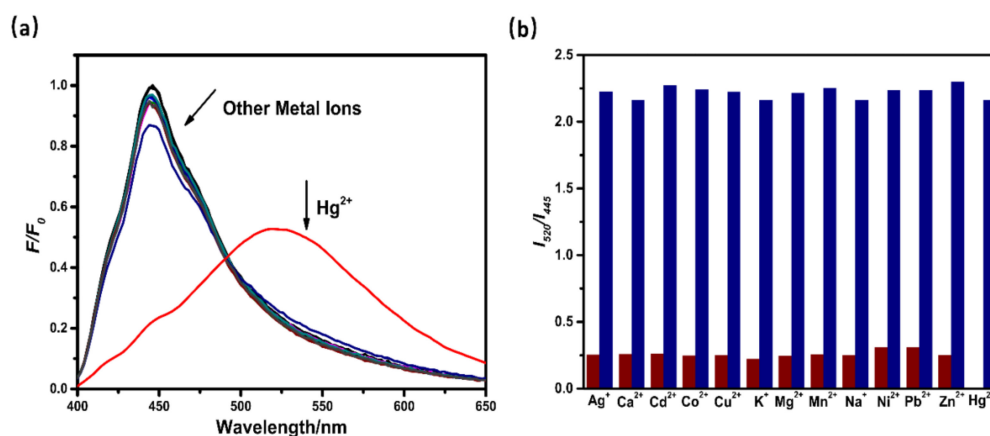 (a)
F/F₀
1.0
0.8
0.6
0.4
0.2
0.0
Other Metal Ions
Hg²⁺
400 450 500 550 600 650
Wavelength/nm
(b)
I₅₂₀/I₄₄₅
2.5
2.0
1.5
1.0
0.5
0.0
Ag⁺ Ca²⁺ Cd²⁺ Co²⁺ Cu²⁺ K⁺ Mg²⁺ Mn²⁺ Na⁺ Ni²⁺ Pb²⁺ Zn²⁺ Hg²